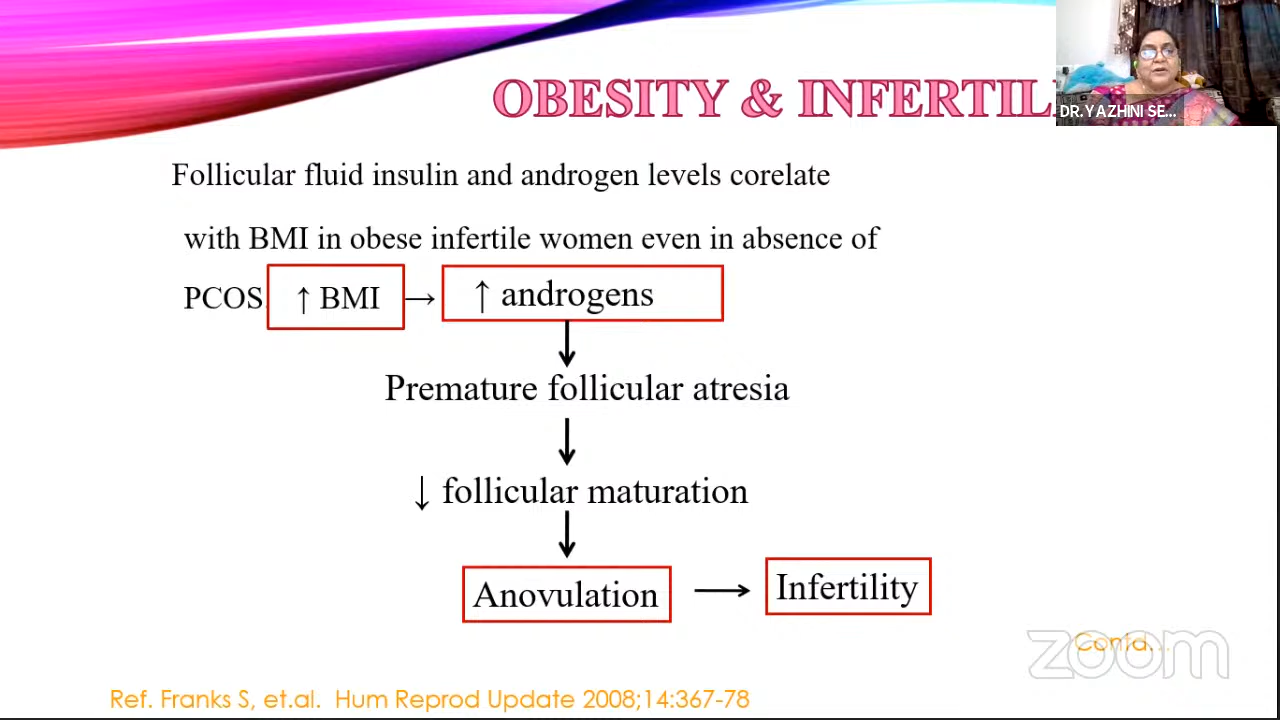 OBESITY & INFERTIL
DR.YAZHINI SE...
Follicular fluid insulin and androgen levels corelate
with BMI in obese infertile women even in absence of
PCOS ↑ BMI → ↑ androgens
Premature follicular atresia
↓ follicular maturation
Anovulation → Infertility
Contd...
zoom
Ref. Franks S, et.al. Hum Reprod Update 2008;14:367-78